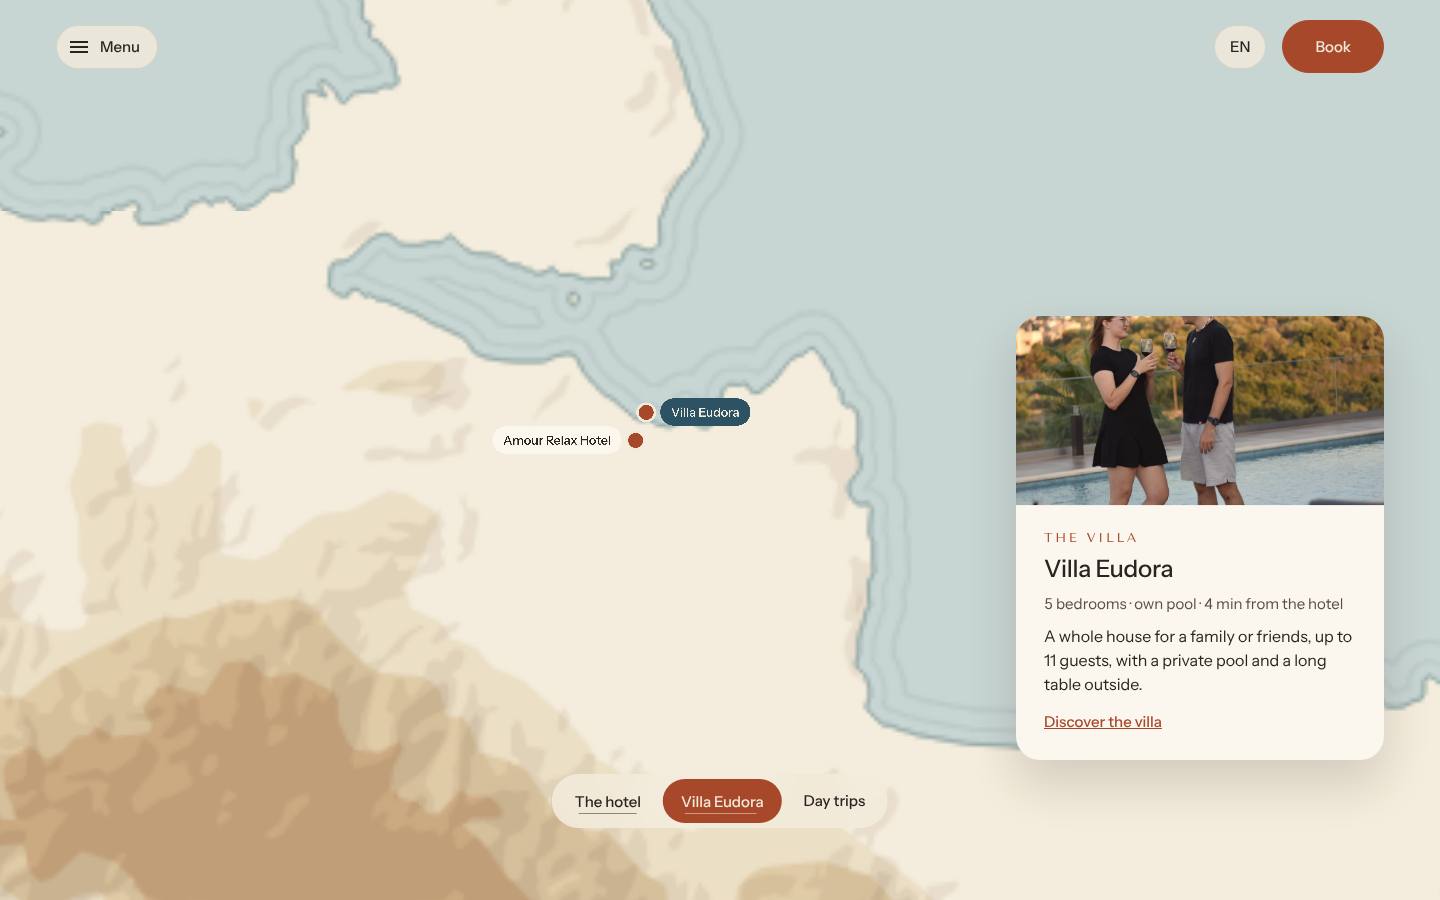 Menu
EN
Book
Villa Eudora
Amour Relax Hotel
THE VILLA
Villa Eudora
5 bedrooms · own pool · 4 min from the hotel
A whole house for a family or friends, up to
11 guests, with a private pool and a long
table outside.
Discover the villa
The hotel
Villa Eudora
Day trips